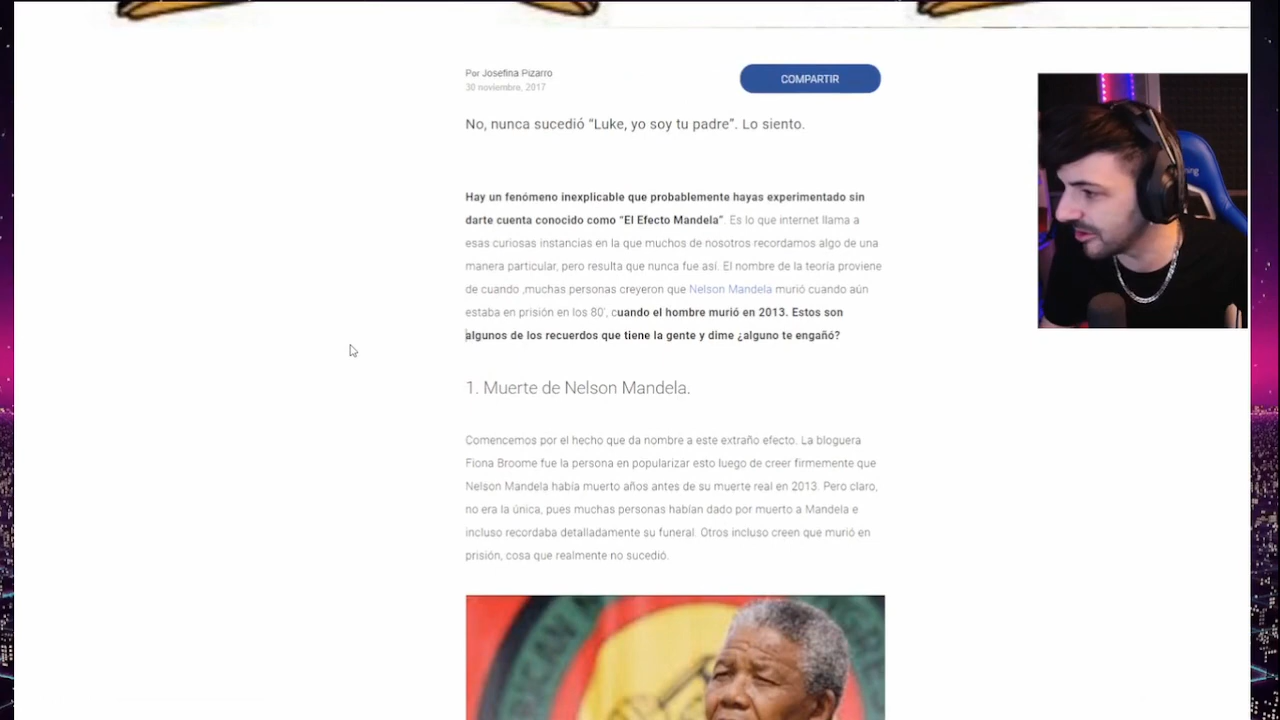 Por Josefina Pizarro
30 noviembre, 2017
COMPARTIR
No, nunca sucedió “Luke, yo soy tu padre”. Lo siento.
Hay un fenómeno inexplicable que probablemente hayas experimentado sin
darte cuenta conocido como “El Efecto Mandela”. Es lo que internet llama a
esas curiosas instancias en la que muchos de nosotros recordamos algo de una
manera particular, pero resulta que nunca fue así. El nombre de la teoría proviene
de cuando ,muchas personas creyeron que Nelson Mandela murió cuando aún
estaba en prisión en los 80’, cuando el hombre murió en 2013. Estos son
algunos de los recuerdos que tiene la gente y dime ¿alguno te engañó?
1. Muerte de Nelson Mandela.
Comencemos por el hecho que da nombre a este extraño efecto. La bloguera
Fiona Broome fue la persona en popularizar esto luego de creer firmemente que
Nelson Mandela había muerto años antes de su muerte real en 2013. Pero claro,
no era la única, pues muchas personas habían dado por muerto a Mandela e
incluso recordaba detalladamente su funeral. Otros incluso creen que murió en
prisión, cosa que realmente no sucedió.